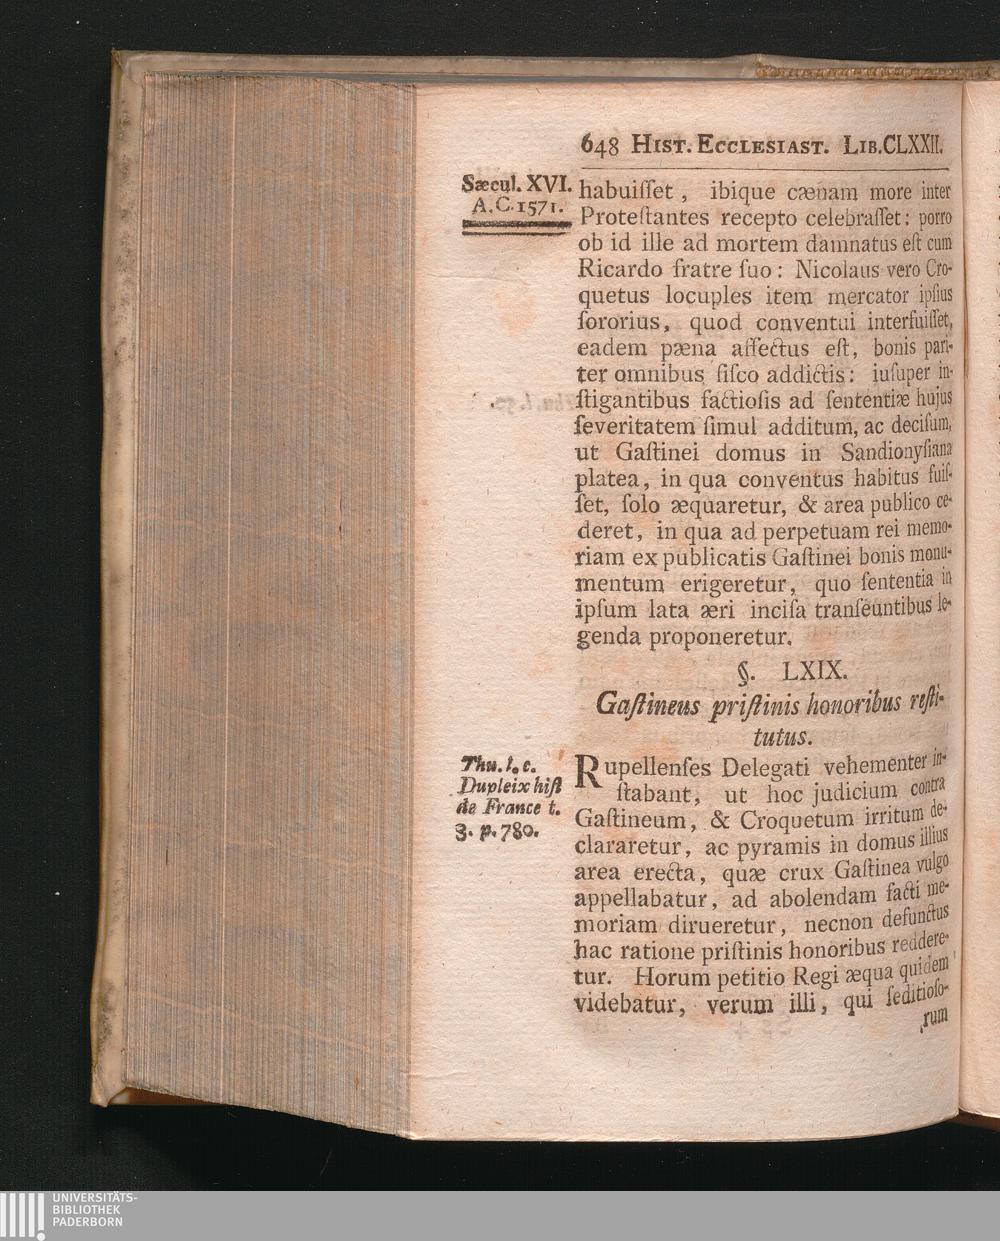 648 HIST. ECCLESIAST. LIB.CLXXII.
Sæcul. XVI.
A. C. 1571.
habuiſſet, ibique cænam more inter
Proteſtantes recepto celebraſſet: porro
ob id ille ad mortem damnatus eſt cum
Ricardo fratre ſuo: Nicolaus vero Cro-
quetus locuples item mercator ipſius
ſororius, quod conventui interfuiſſet,
eadem pæna affectus eſt, bonis pari-
ter omnibus fiſco addictis: iuſuper in-
ſtigantibus factioſis ad ſententiæ hujus
ſeveritatem ſimul additum, ac deciſum,
ut Gaſtinei domus in Sandionyſiana
platea, in qua conventus habitus fuiſ-
ſet, ſolo æquaretur, & area publico ce-
deret, in qua ad perpetuam rei memo-
riam ex publicatis Gaſtinei bonis monu-
mentum erigeretur, quo ſententia in
ipſum lata æri inciſa tranſeuntibus le-
genda proponeretur.
§. LXIX.
Gaſtineus priſtinis honoribus reſti-
tutus.
Thu. l. c.
Dupleix hiſt
de France t.
3. p. 780.
Rupellenſes Delegati vehementer in-
ſtabant, ut hoc judicium contra
Gaſtineum, & Croquetum irritum de-
clararetur, ac pyramis in domus illius
area erecta, quæ crux Gaſtinea vulgo
appellabatur, ad abolendam facti me-
moriam dirueretur, necnon defunctus
hac ratione priſtinis honoribus reddere-
tur. Horum petitio Regi æqua quidem
videbatur, verum illi, qui ſeditioſo-
rum
UNIVERSITÄTS-
BIBLIOTHEK
PADERBORN